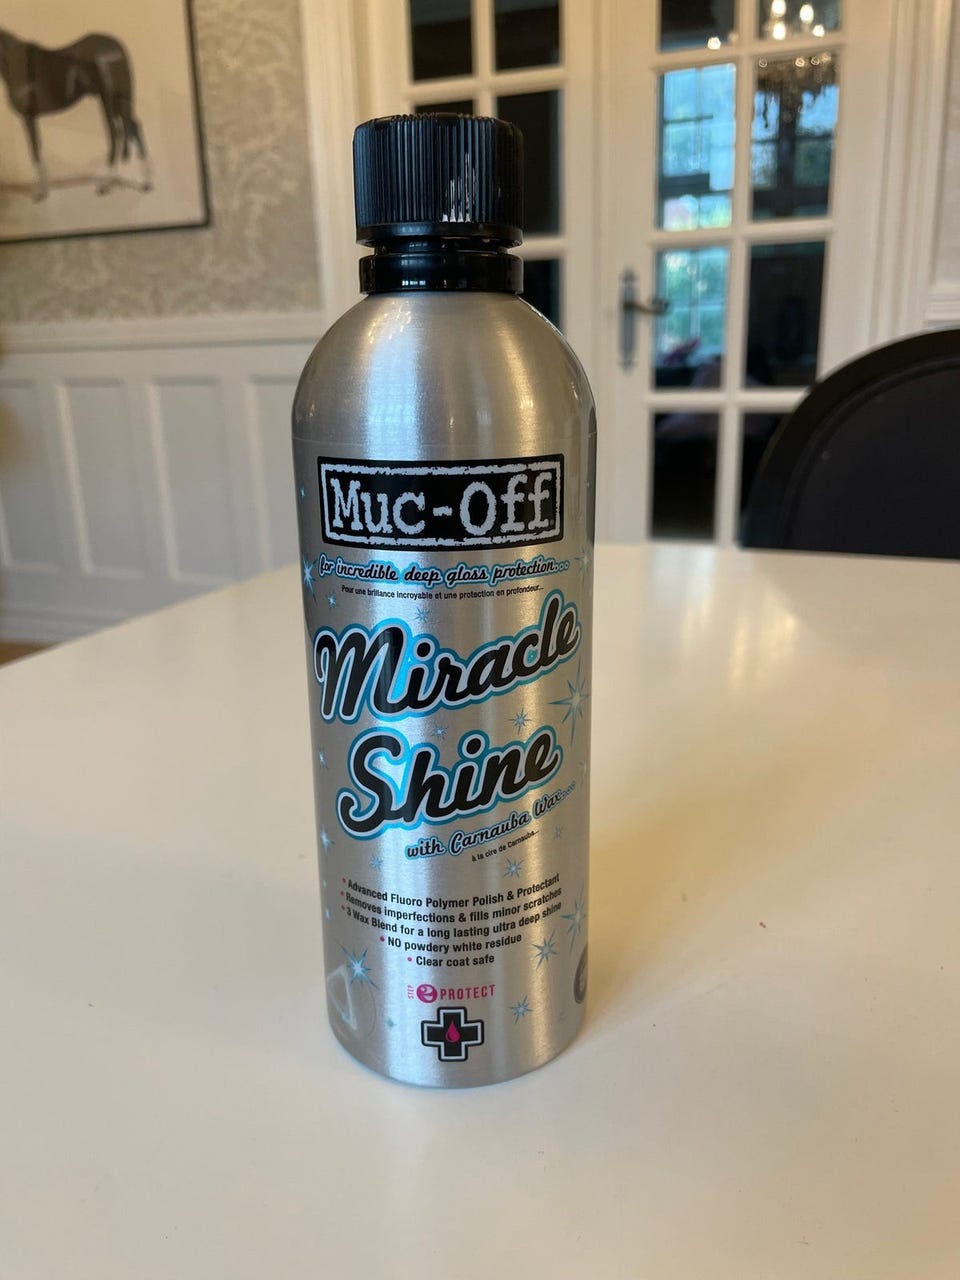 Muc-Off
for incredible deep gloss protection...
Pour une brillance incroyable et une protection en profondeur...
Miracle
Shine
with Carnauba Wax...
à la cire de Carnauba...
• Advanced Fluoro Polymer Polish & Protectant
• Removes imperfections & fills minor scratches
• 3 Wax Blend for a long lasting ultra deep shine
• NO powdery white residue
• Clear coat safe
STEP 2 PROTECT